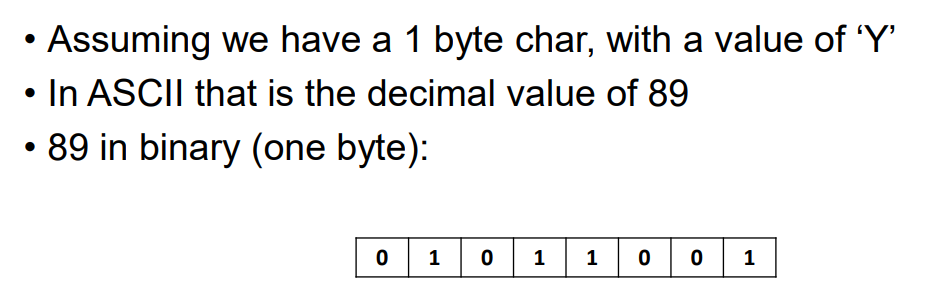 • Assuming we have a 1 byte char, with a value of ‘Y’
• In ASCII that is the decimal value of 89
• 89 in binary (one byte):
0 1 0 1 1 0 0 1